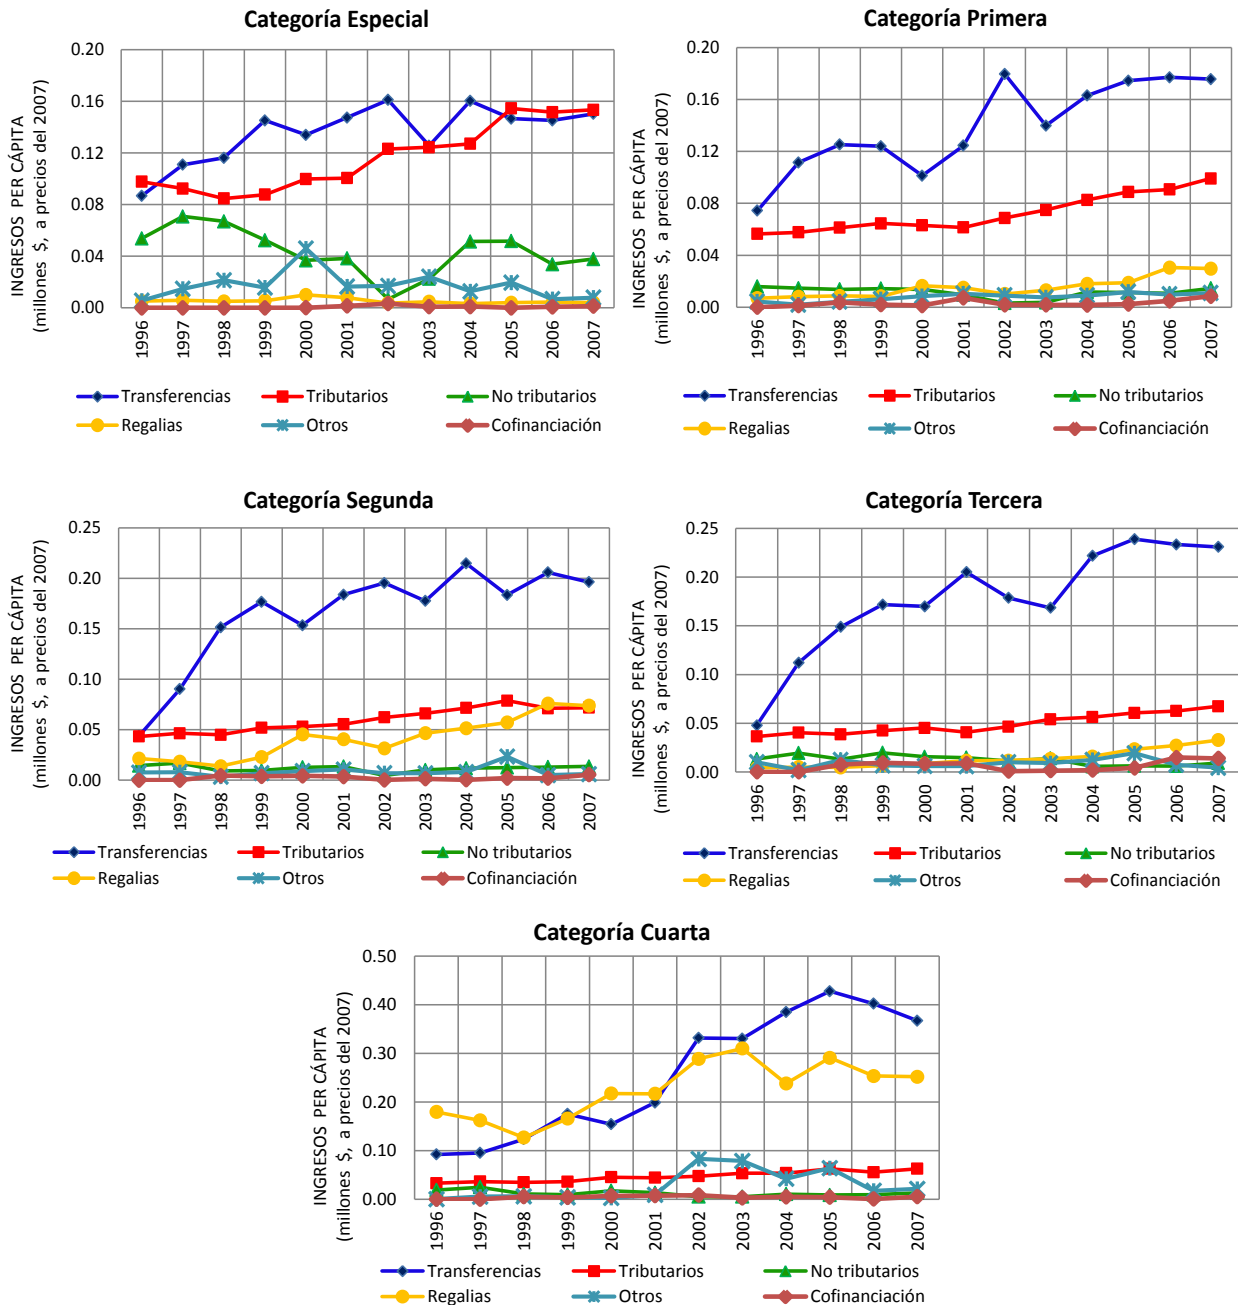 Categoría Especial
INGRESOS PER CÁPITA
(millones $, a precios del 2007)
0.20
0.16
0.12
0.08
0.04
0.00
1996 1997 1998 1999 2000 2001 2002 2003 2004 2005 2006 2007
Transferencias Tributarios No tributarios
Regalias Otros Cofinanciación
Categoría Primera
INGRESOS PER CÁPITA
(millones $, a precios del 2007)
0.20
0.16
0.12
0.08
0.04
0.00
1996 1997 1998 1999 2000 2001 2002 2003 2004 2005 2006 2007
Transferencias Tributarios No tributarios
Regalias Otros Cofinanciación
Categoría Segunda
INGRESOS PER CÁPITA
(millones $, a precios del 2007)
0.25
0.20
0.15
0.10
0.05
0.00
1996 1997 1998 1999 2000 2001 2002 2003 2004 2005 2006 2007
Transferencias Tributarios No tributarios
Regalias Otros Cofinanciación
Categoría Tercera
INGRESOS PER CÁPITA
(millones $, a precios del 2007)
0.25
0.20
0.15
0.10
0.05
0.00
1996 1997 1998 1999 2000 2001 2002 2003 2004 2005 2006 2007
Transferencias Tributarios No tributarios
Regalias Otros Cofinanciación
Categoría Cuarta
INGRESOS PER CÁPITA
(millones $, a precios del 2007)
0.50
0.40
0.30
0.20
0.10
0.00
1996 1997 1998 1999 2000 2001 2002 2003 2004 2005 2006 2007
Transferencias Tributarios No tributarios
Regalias Otros Cofinanciación